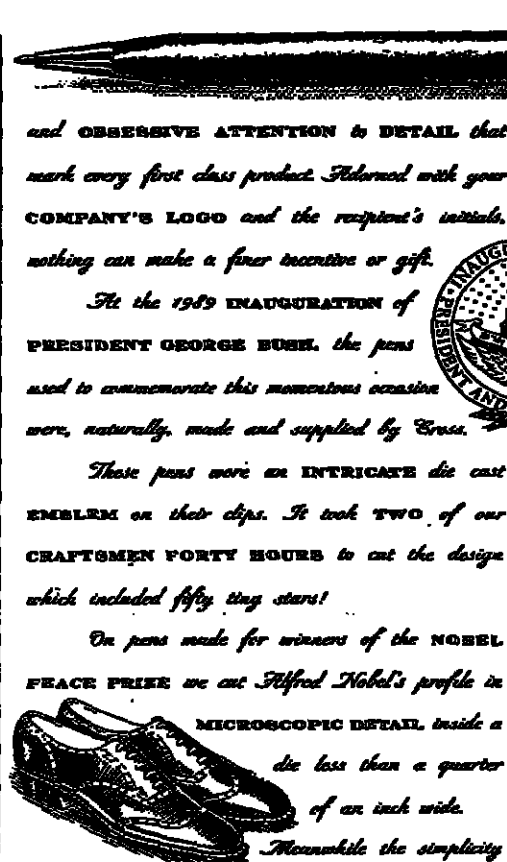 and OBSESSIVE ATTENTION to DETAIL that
mark every first class product. Adorned with your
COMPANY'S LOGO and the recipient's initials,
nothing can make a finer incentive or gift.
At the 1989 INAUGURATION of
PRESIDENT GEORGE BUSH, the pens
used to commemorate this momentous occasion
were, naturally, made and supplied by Cross.
These pens wore an INTRICATE die cast
EMBLEM on their clips. It took TWO of our
CRAFTSMEN FORTY HOURS to cut the design
which included fifty tiny stars!
On pens made for winners of the NOBEL
PEACE PRIZE we cut Alfred Nobel's profile in
MICROSCOPIC DETAIL, inside a
die less than a quarter
of an inch wide.
Meanwhile the simplicity
PRESIDENT AND
INAUG